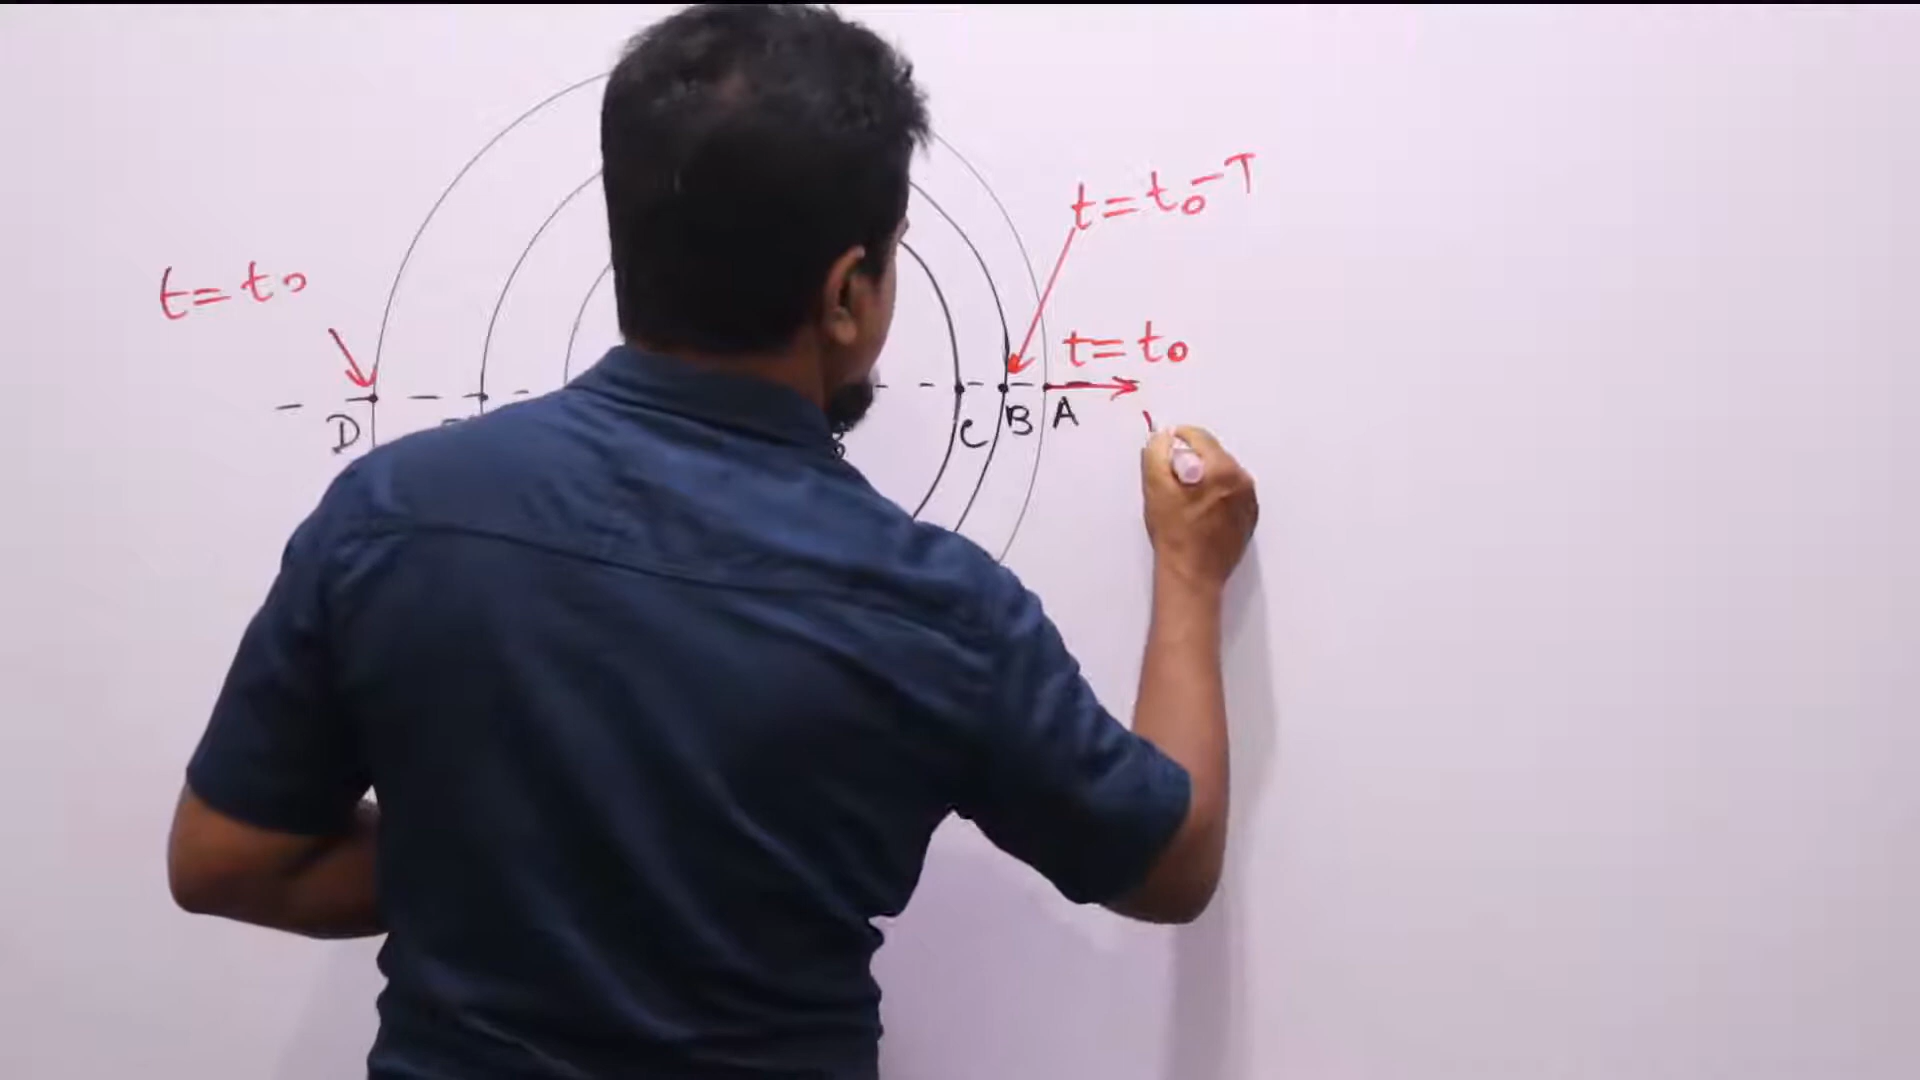 t = t₀ - T
t = t₀
t = t₀
D
C B A